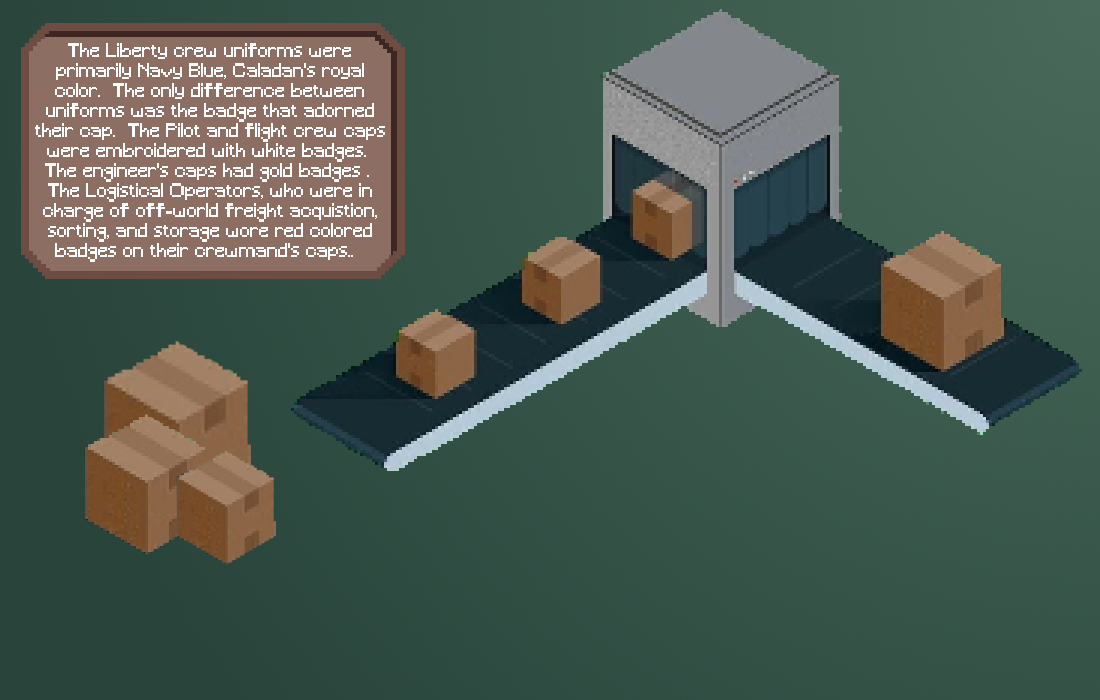 The Liberty crew uniforms were
primarily Navy Blue, Caladan's royal
color.  The only difference between
uniforms was the badge that adorned
their cap.  The Pilot and flight crew caps
were embroidered with white badges.
The engineer's caps had gold badges .
The Logistical Operators, who were in
charge of off-world freight acquistion,
sorting, and storage wore red colored
badges on their crewmand's caps..